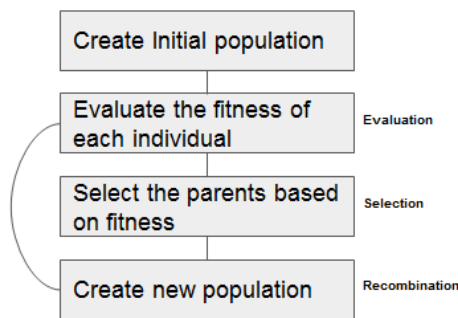 Create Initial population
Evaluate the fitness of
each individual
Evaluation
Select the parents based
on fitness
Selection
Create new population
Recombination